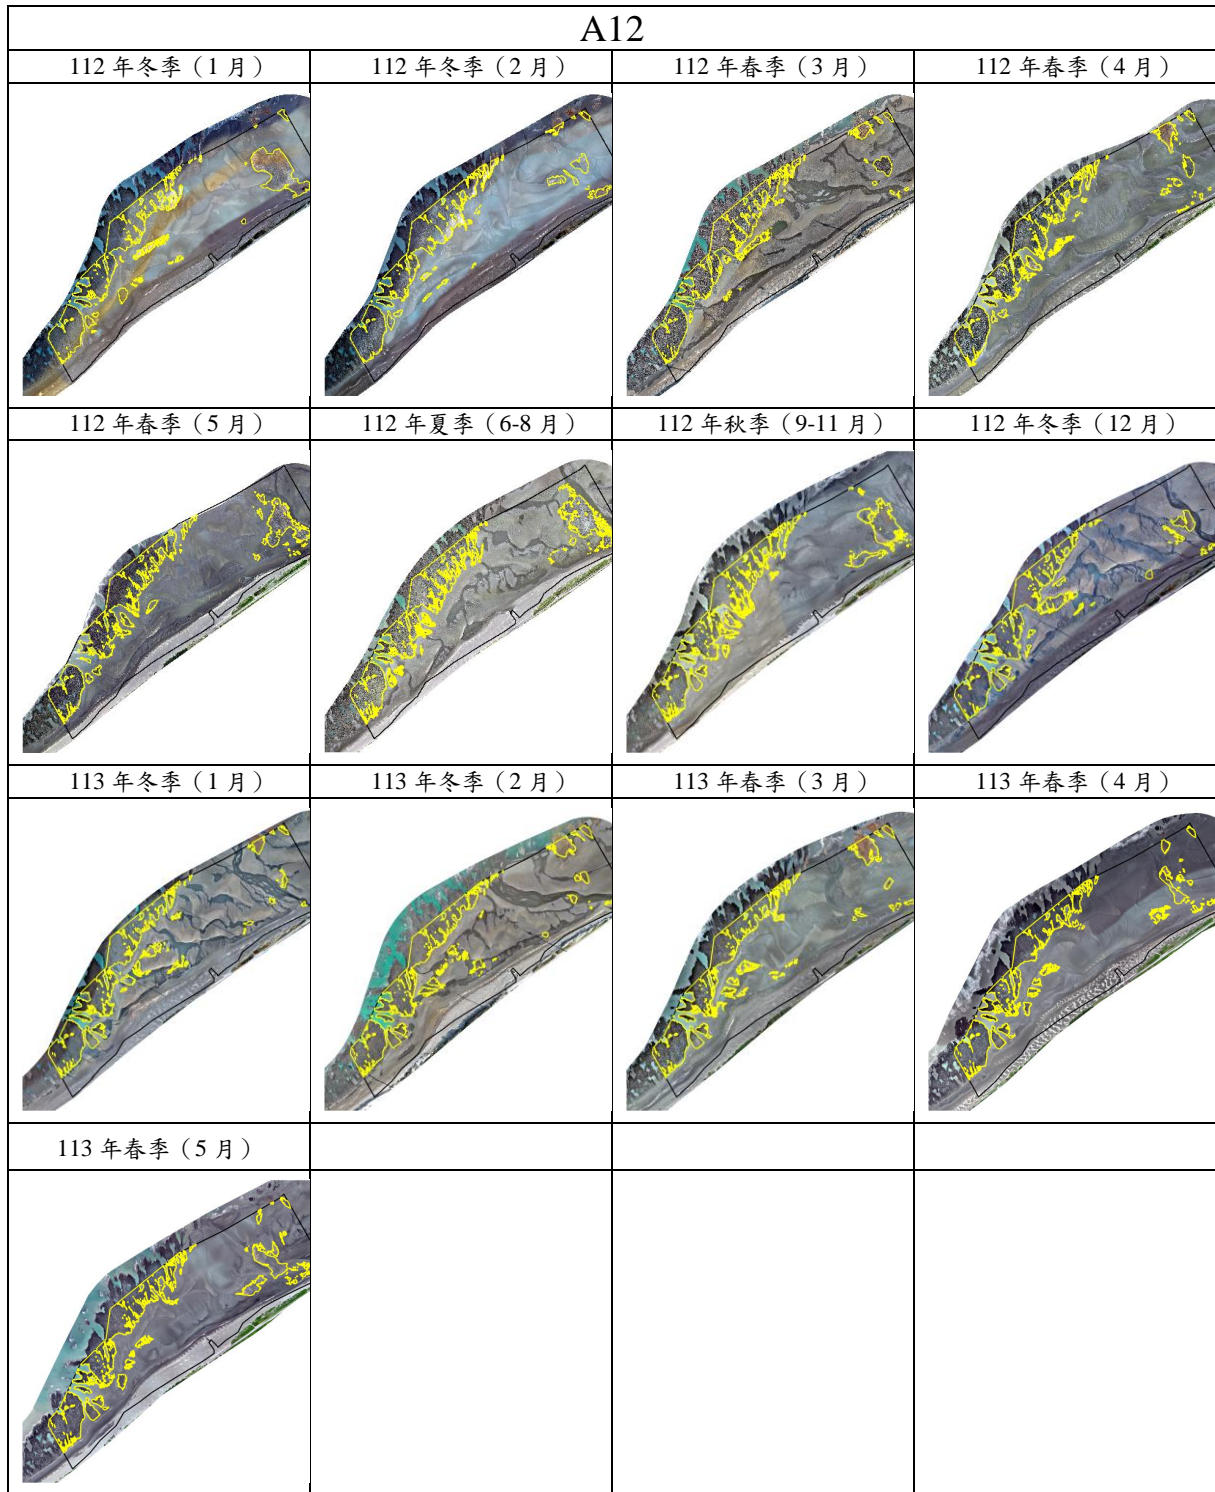 A12
112 年冬季（1 月）
112 年冬季（2 月）
112 年春季（3 月）
112 年春季（4 月）
112 年春季（5 月）
112 年夏季（6-8 月）
112 年秋季（9-11 月）
112 年冬季（12 月）
113 年冬季（1 月）
113 年冬季（2 月）
113 年春季（3 月）
113 年春季（4 月）
113 年春季（5 月）